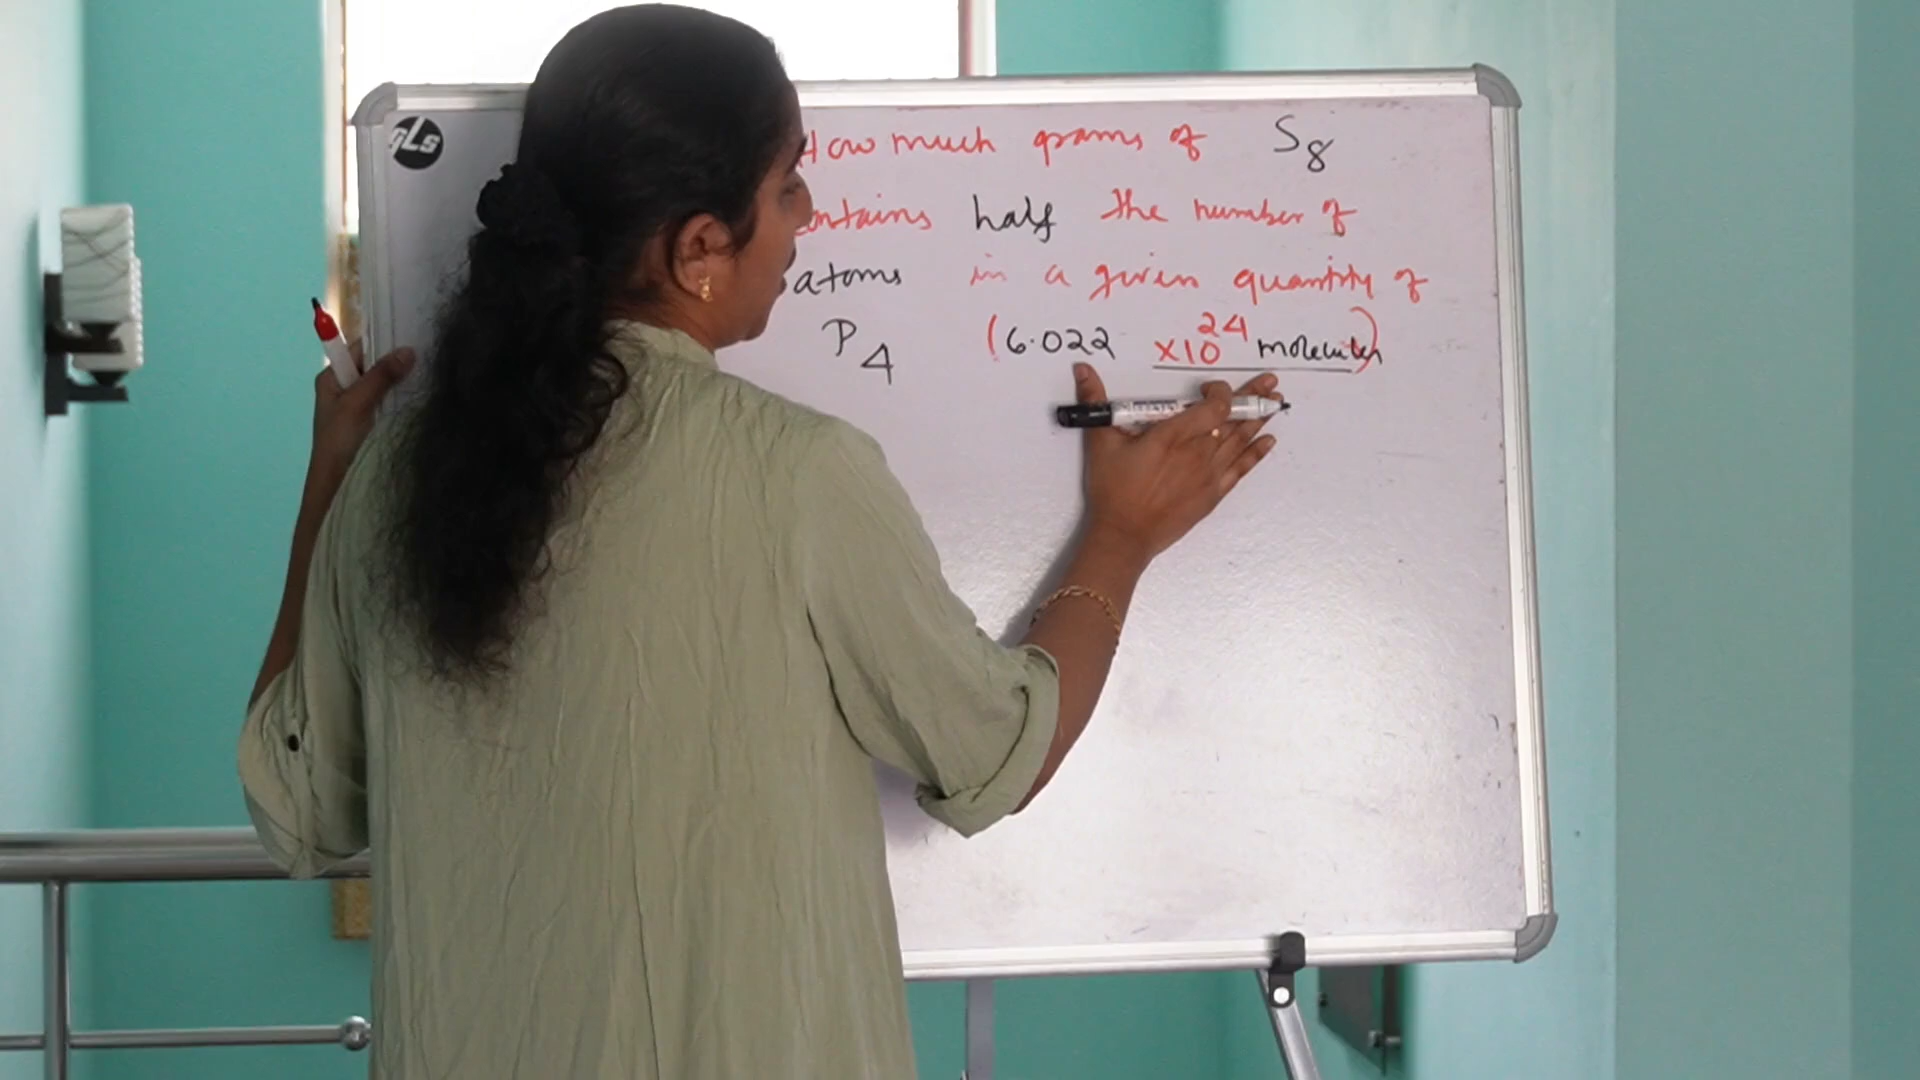 GLS
How much grams of S8
contains half the number of
atoms in a given quantity of
P4 (6.022 x10^24 molecules)